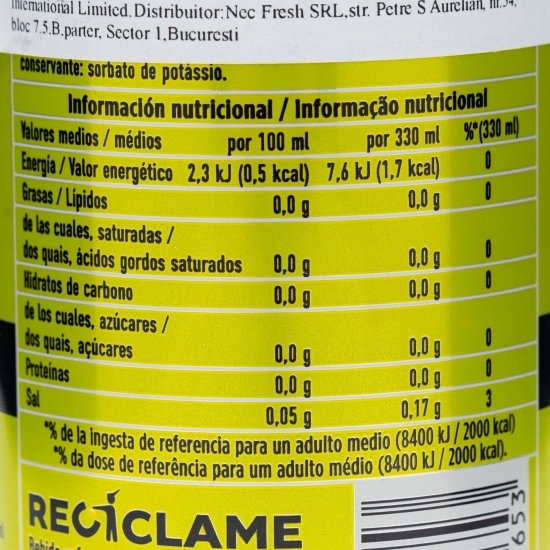 International Limited. Distribuitor: Nec Fresh SRL, str. Petre S Aurelian, nr.54,
bloc 7.5.B,parter, Sector 1,Bucuresti
conservante: sorbato de potássio.
Información nutricional / Informação nutricional
Valores medios / médios por 100 ml por 330 ml %*(330 ml)
Energía / Valor energético 2,3 kJ (0,5 kcal) 7,6 kJ (1,7 kcal) 0
Grasas / Lípidos 0,0 g 0,0 g 0
de las cuales, saturadas /
dos quais, ácidos gordos saturados 0,0 g 0,0 g 0
Hidratos de carbono 0,0 g 0,0 g 0
de los cuales, azúcares /
dos quais, açúcares 0,0 g 0,0 g 0
Proteínas 0,0 g 0,0 g 0
Sal 0,05 g 0,17 g 3
*% de la ingesta de referencia para un adulto medio (8400 kJ / 2000 kcal)
*% da dose de referência para um adulto médio (8400 kJ / 2000 kcal).
RECICLAME
653